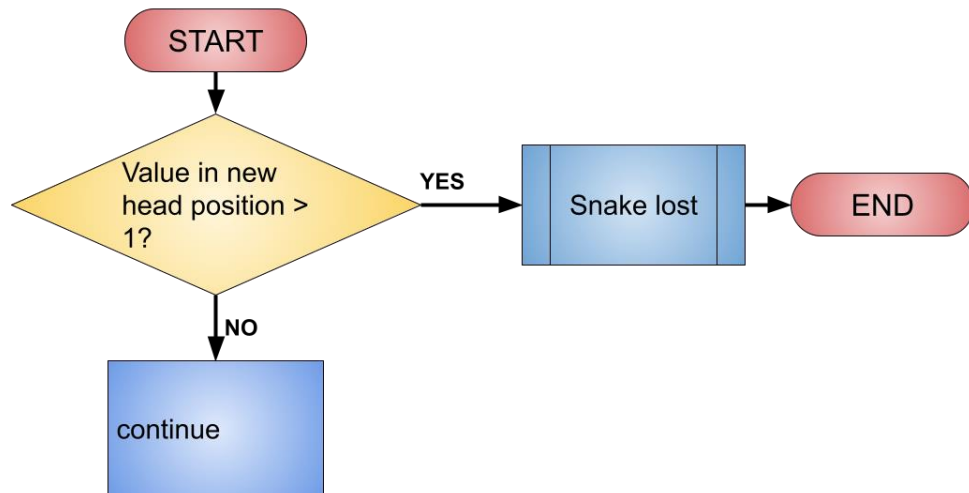 START
Value in new
head position >
1?
YES
Snake lost
END
NO
continue